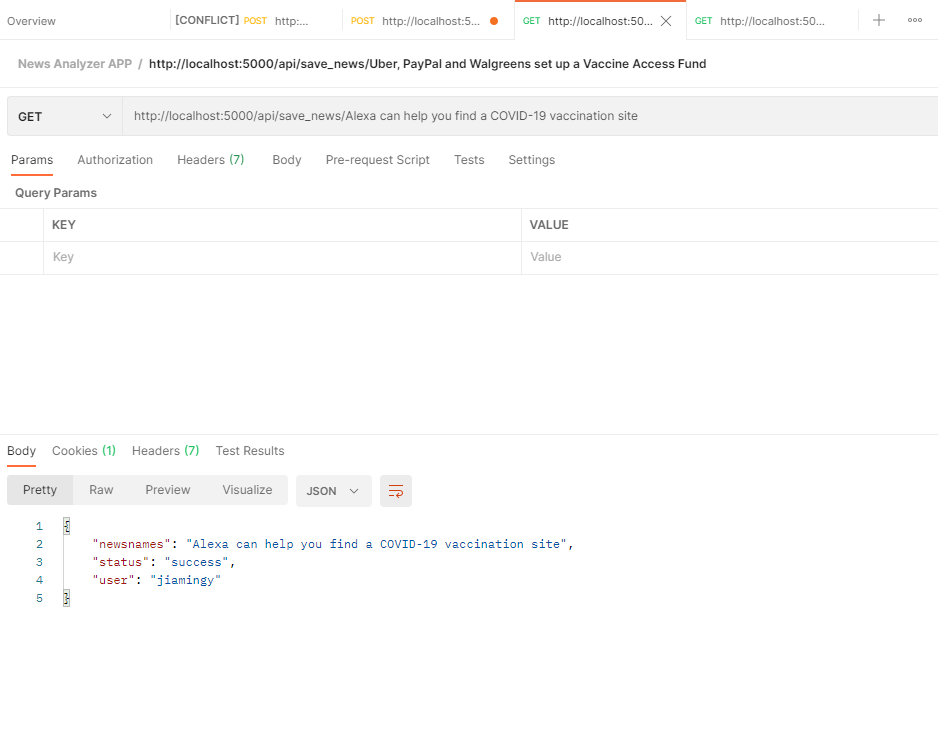 Overview [CONFLICT] POST http:... POST http://localhost:5... GET http://localhost:50... GET http://localhost:50...
News Analyzer APP / http://localhost:5000/api/save_news/Uber, PayPal and Walgreens set up a Vaccine Access Fund
GET http://localhost:5000/api/save_news/Alexa can help you find a COVID-19 vaccination site
Params Authorization Headers (7) Body Pre-request Script Tests Settings
Query Params
KEY VALUE
Key Value
Body Cookies (1) Headers (7) Test Results
Pretty Raw Preview Visualize JSON
1 {
2 "newsnames": "Alexa can help you find a COVID-19 vaccination site",
3 "status": "success",
4 "user": "jiamingy"
5 }